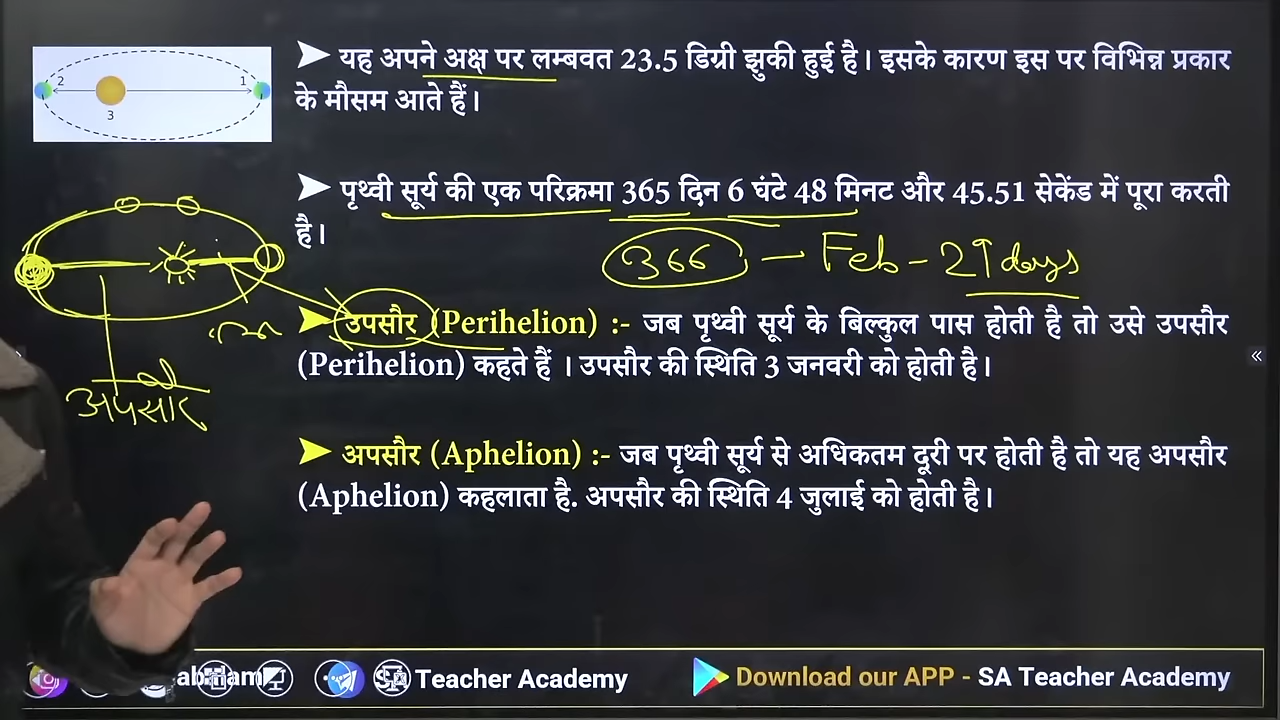 2
1
3
➤ यह अपने अक्ष पर लम्बवत 23.5 डिग्री झुकी हुई है। इसके कारण इस पर विभिन्न प्रकार
के मौसम आते हैं।
➤ पृथ्वी सूर्य की एक परिक्रमा 365 दिन 6 घंटे 48 मिनट और 45.51 सेकेंड में पूरा करती
है।
366 — Feb - 29 days
➤ उपसौर (Perihelion) :- जब पृथ्वी सूर्य के बिल्कुल पास होती है तो उसे उपसौर
(Perihelion) कहते हैं । उपसौर की स्थिति 3 जनवरी को होती है।
अपसौर
➤ अपसौर (Aphelion) :- जब पृथ्वी सूर्य से अधिकतम दूरी पर होती है तो यह अपसौर
(Aphelion) कहलाता है. अपसौर की स्थिति 4 जुलाई को होती है।
Teacher Academy
Download our APP - SA Teacher Academy